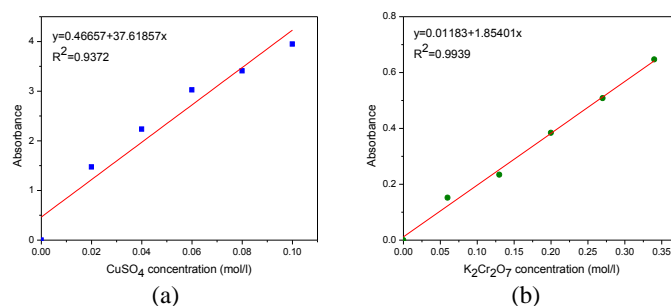 y=0.46657+37.61857x
R²=0.9372
4
3
2
1
0
Absorbance
0.00 0.02 0.04 0.06 0.08 0.10
CuSO₄ concentration (mol/l)
(a)
y=0.01183+1.85401x
R²=0.9939
0.8
0.6
0.4
0.2
0.0
Absorbance
0.00 0.05 0.10 0.15 0.20 0.25 0.30 0.35
K₂Cr₂O₇ concentration (mol/l)
(b)